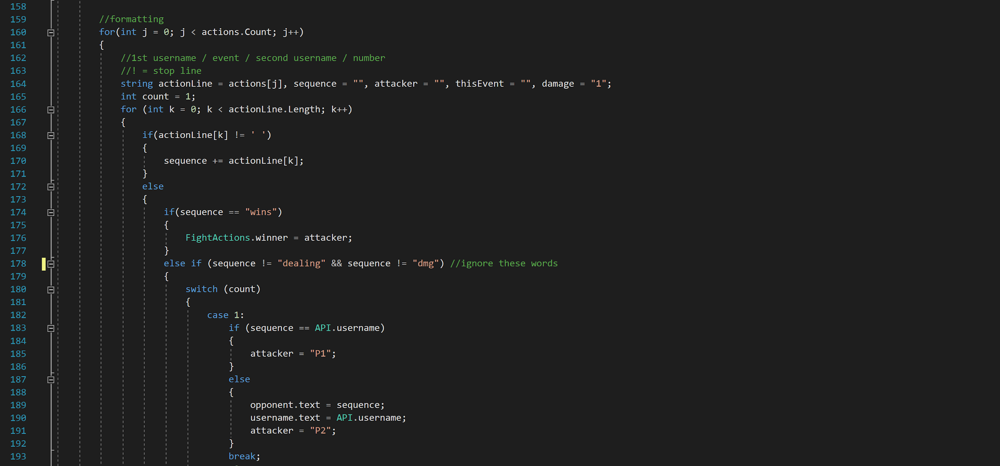 158
159 //formatting
160 for(int j = 0; j < actions.Count; j++)
161 {
162 //1st username / event / second username / number
163 //! = stop line
164 string actionLine = actions[j], sequence = "", attacker = "", thisEvent = "", damage = "1";
165 int count = 1;
166 for (int k = 0; k < actionLine.Length; k++)
167 {
168 if(actionLine[k] != ' ')
169 {
170 sequence += actionLine[k];
171 }
172 else
173 {
174 if(sequence == "wins")
175 {
176 FightActions.winner = attacker;
177 }
178 else if (sequence != "dealing" && sequence != "dmg") //ignore these words
179 {
180 switch (count)
181 {
182 case 1:
183 if (sequence == API.username)
184 {
185 attacker = "P1";
186 }
187 else
188 {
189 opponent.text = sequence;
190 username.text = API.username;
191 attacker = "P2";
192 }
193 break;